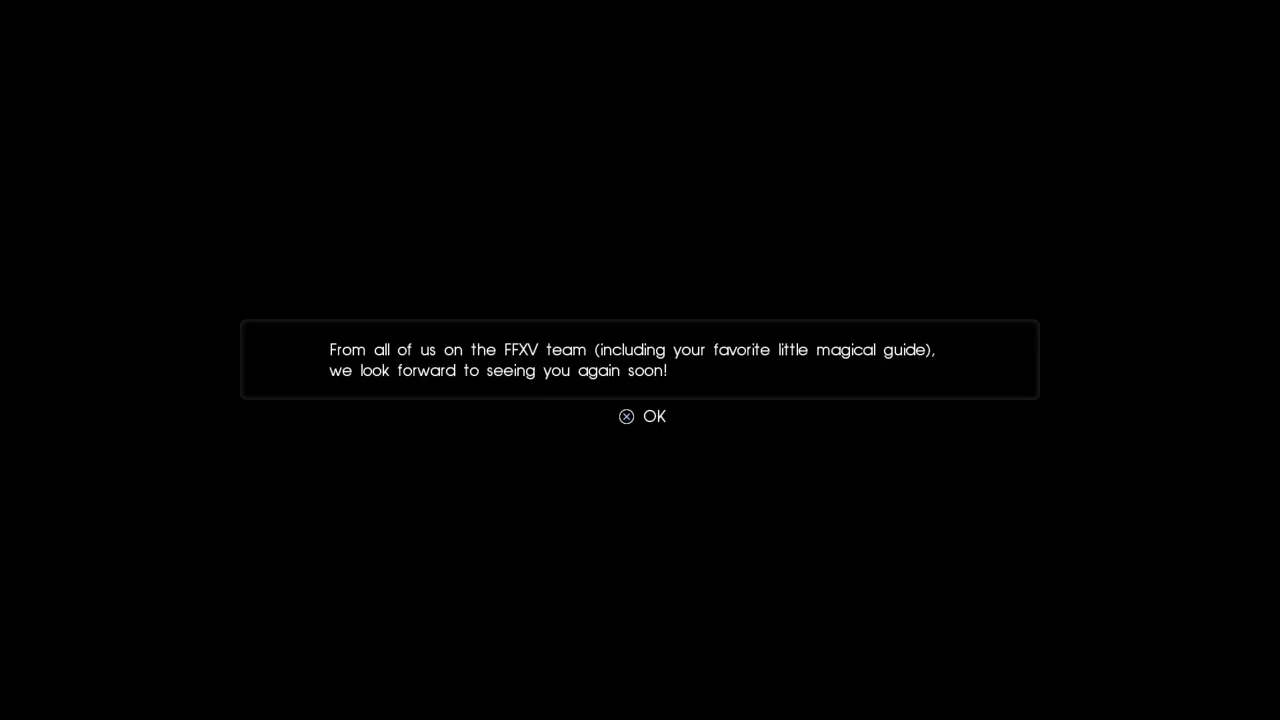 From all of us on the FFXV team (including your favorite little magical guide),
we look forward to seeing you again soon!
OK